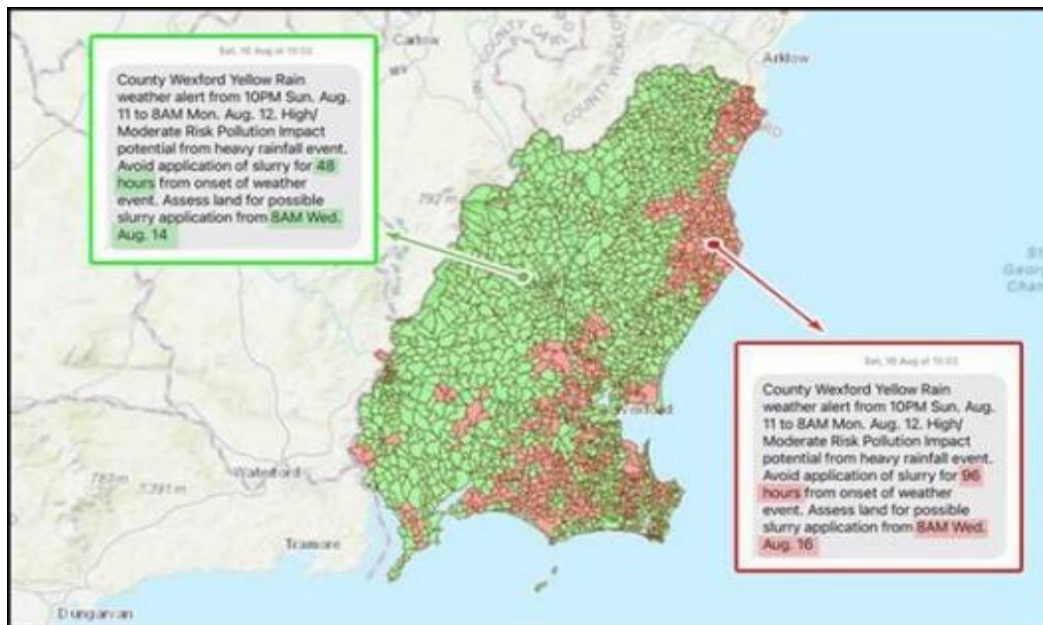 Carlow
Arklow
COUNTY WICKLOW
Sat, 10 Aug at 15:03
County Wexford Yellow Rain
weather alert from 10PM Sun. Aug.
11 to 8AM Mon. Aug. 12. High/
Moderate Risk Pollution Impact
potential from heavy rainfall event.
Avoid application of slurry for 48
hours from onset of weather
event. Assess land for possible
slurry application from 8AM Wed.
Aug. 14
792 m
Sat, 10 Aug at 15:03
County Wexford Yellow Rain
weather alert from 10PM Sun. Aug.
11 to 8AM Mon. Aug. 12. High/
Moderate Risk Pollution Impact
potential from heavy rainfall event.
Avoid application of slurry for 96
hours from onset of weather
event. Assess land for possible
slurry application from 8AM Wed.
Aug. 16
Wexford
Waterford
Tramore
Dungarvan